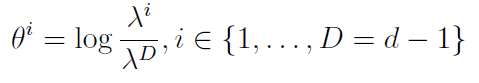 θ^i = log λ^i / λ^D, i ∈ {1, . . . , D = d − 1}